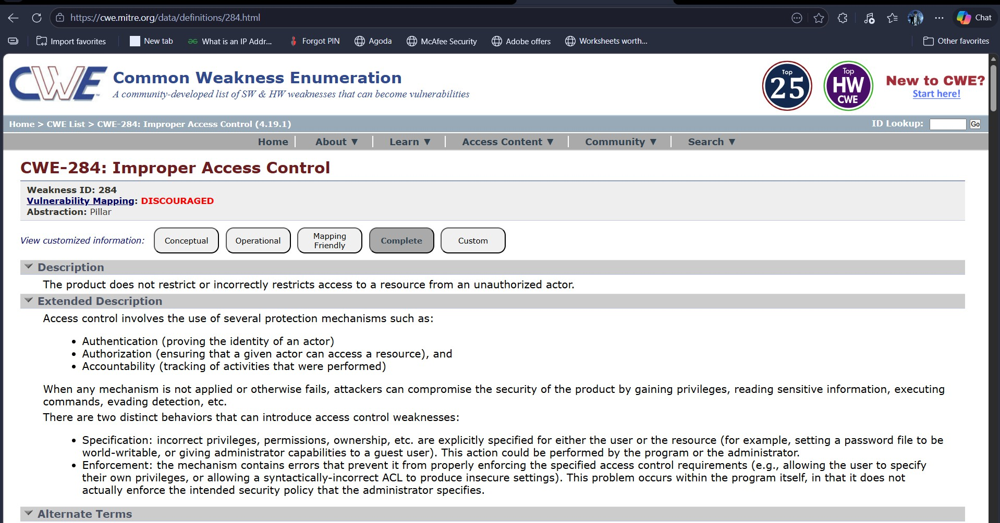 https://cwe.mitre.org/data/definitions/284.html
Chat
Import favorites
New tab
What is an IP Addr...
Forgot PIN
Agoda
McAfee Security
Adobe offers
Worksheets worth...
Other favorites
CWE
Common Weakness Enumeration
A community-developed list of SW & HW weaknesses that can become vulnerabilities
Top
25
Top
HW
CWE
New to CWE?
Start here!
Home > CWE List > CWE-284: Improper Access Control (4.19.1)
ID Lookup:
Go
Home
About ▼
Learn ▼
Access Content ▼
Community ▼
Search ▼
CWE-284: Improper Access Control
Weakness ID: 284
Vulnerability Mapping: DISCOURAGED
Abstraction: Pillar
View customized information:
Conceptual
Operational
Mapping
Friendly
Complete
Custom
Description
The product does not restrict or incorrectly restricts access to a resource from an unauthorized actor.
Extended Description
Access control involves the use of several protection mechanisms such as:
• Authentication (proving the identity of an actor)
• Authorization (ensuring that a given actor can access a resource), and
• Accountability (tracking of activities that were performed)
When any mechanism is not applied or otherwise fails, attackers can compromise the security of the product by gaining privileges, reading sensitive information, executing
commands, evading detection, etc.
There are two distinct behaviors that can introduce access control weaknesses:
• Specification: incorrect privileges, permissions, ownership, etc. are explicitly specified for either the user or the resource (for example, setting a password file to be
world-writable, or giving administrator capabilities to a guest user). This action could be performed by the program or the administrator.
• Enforcement: the mechanism contains errors that prevent it from properly enforcing the specified access control requirements (e.g., allowing the user to specify
their own privileges, or allowing a syntactically-incorrect ACL to produce insecure settings). This problem occurs within the program itself, in that it does not
actually enforce the intended security policy that the administrator specifies.
Alternate Terms